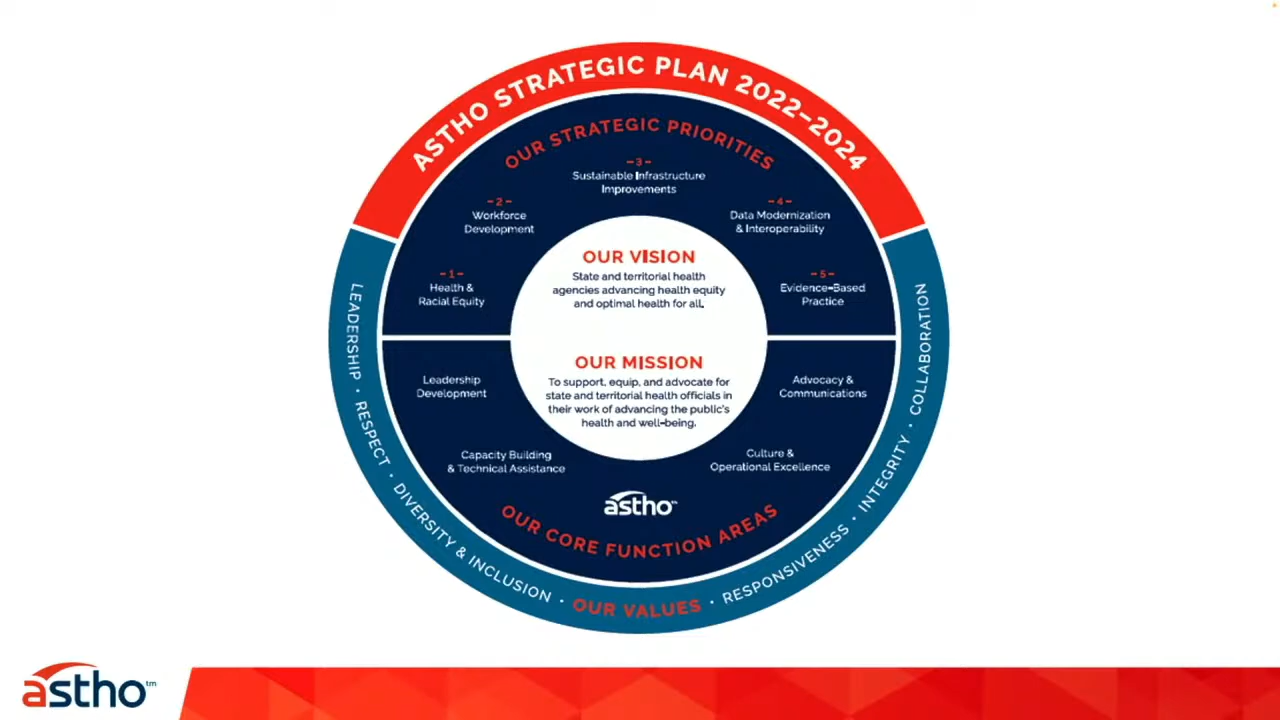 ASTHO STRATEGIC PLAN 2022–2024
OUR STRATEGIC PRIORITIES
–1–
Health &
Racial Equity
–2–
Workforce
Development
–3–
Sustainable Infrastructure
Improvements
–4–
Data Modernization
& Interoperability
–5–
Evidence-Based
Practice
OUR VISION
State and territorial health
agencies advancing health equity
and optimal health for all.
OUR MISSION
To support, equip, and advocate for
state and territorial health officials in
their work of advancing the public's
health and well-being.
Leadership
Development
Capacity Building
& Technical Assistance
Culture &
Operational Excellence
Advocacy &
Communications
astho
OUR CORE FUNCTION AREAS
LEADERSHIP • RESPECT • DIVERSITY & INCLUSION • OUR VALUES • RESPONSIVENESS • INTEGRITY • COLLABORATION
astho™